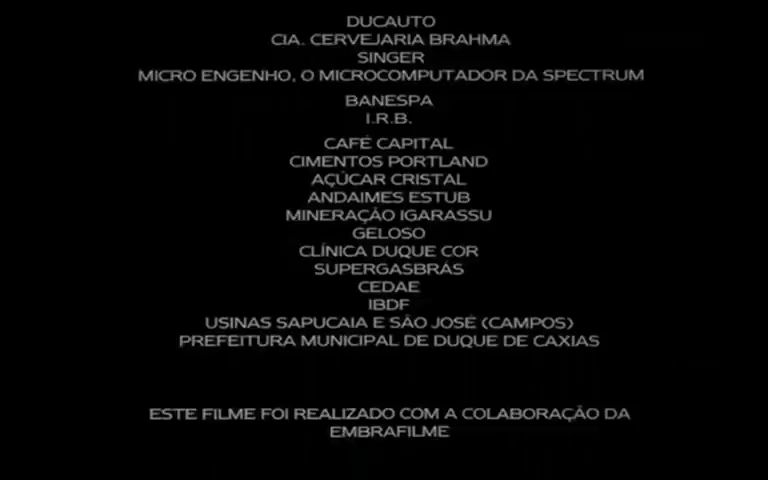 DUCAUTO
CIA. CERVEJARIA BRAHMA
SINGER
MICRO ENGENHO, O MICROCOMPUTADOR DA SPECTRUM
BANESPA
I.R.B.
CAFÉ CAPITAL
CIMENTOS PORTLAND
AÇÚCAR CRISTAL
ANDAIMES ESTUB
MINERAÇÃO IGARASSU
GELOSO
CLÍNICA DUQUE COR
SUPERGASBRÁS
CEDAE
IBDF
USINAS SAPUCAIA E SÃO JOSÉ (CAMPOS)
PREFEITURA MUNICIPAL DE DUQUE DE CAXIAS
ESTE FILME FOI REALIZADO COM A COLABORAÇÃO DA
EMBRAFILME